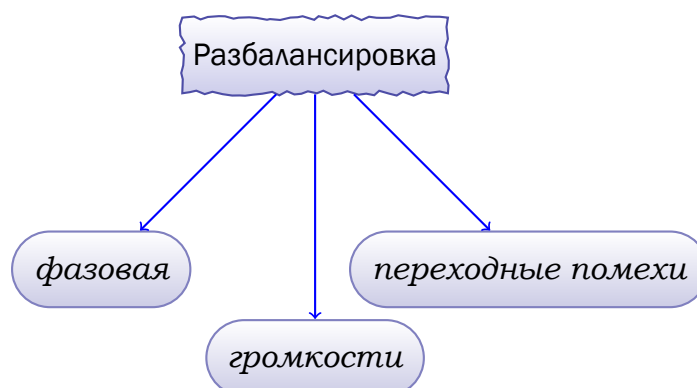 Разбалансировка
фазовая
переходные помехи
громкости